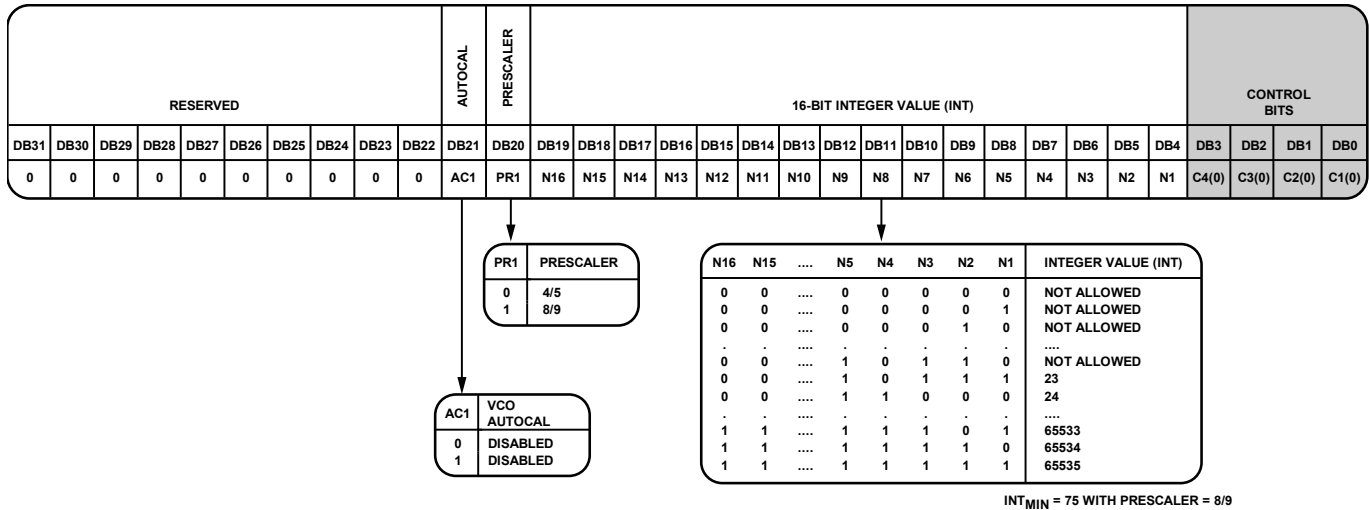 AUTOCAL
PRESCALER
RESERVED 16-BIT INTEGER VALUE (INT) CONTROL
BITS
DB31 DB30 DB29 DB28 DB27 DB26 DB25 DB24 DB23 DB22 DB21 DB20 DB19 DB18 DB17 DB16 DB15 DB14 DB13 DB12 DB11 DB10 DB9 DB8 DB7 DB6 DB5 DB4 DB3 DB2 DB1 DB0
0 0 0 0 0 0 0 0 0 0 AC1 PR1 N16 N15 N14 N13 N12 N11 N10 N9 N8 N7 N6 N5 N4 N3 N2 N1 C4(0) C3(0) C2(0) C1(0)
PR1 PRESCALER
0 4/5
1 8/9
AC1 VCO
AUTOCAL
0 DISABLED
1 DISABLED
N16 N15 .... N5 N4 N3 N2 N1 INTEGER VALUE (INT)
0 0 .... 0 0 0 0 0 NOT ALLOWED
0 0 .... 0 0 0 0 1 NOT ALLOWED
0 0 .... 0 0 0 1 0 NOT ALLOWED
. . .... . . . . . ....
0 0 .... 1 0 1 1 0 NOT ALLOWED
0 0 .... 1 0 1 1 1 23
0 0 .... 1 1 0 0 0 24
. . .... . . . . . ....
1 1 .... 1 1 1 0 1 65533
1 1 .... 1 1 1 1 0 65534
1 1 .... 1 1 1 1 1 65535
INTMIN = 75 WITH PRESCALER = 8/9